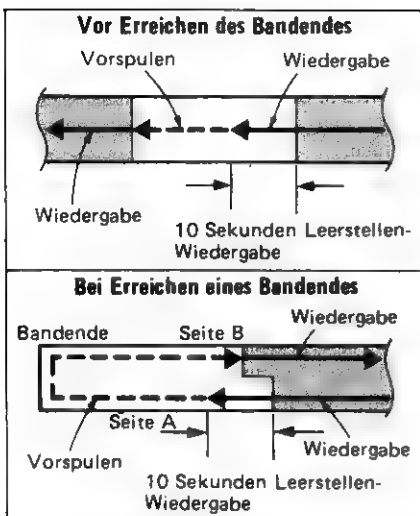 Vor Erreichen des Bandendes
Vorspulen
Wiedergabe
Wiedergabe
10 Sekunden Leerstellen-
Wiedergabe
Bei Erreichen eines Bandendes
Bandende
Seite B
Wiedergabe
Seite A
Vorspulen
Wiedergabe
10 Sekunden Leerstellen-
Wiedergabe